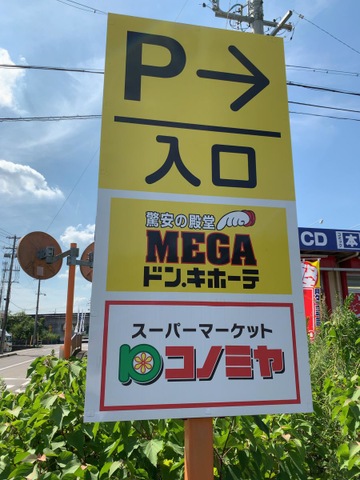 P→
入口
驚安の殿堂
MEGA
ドン.キホーテ
スーパーマーケット
コノミヤ
CD 本